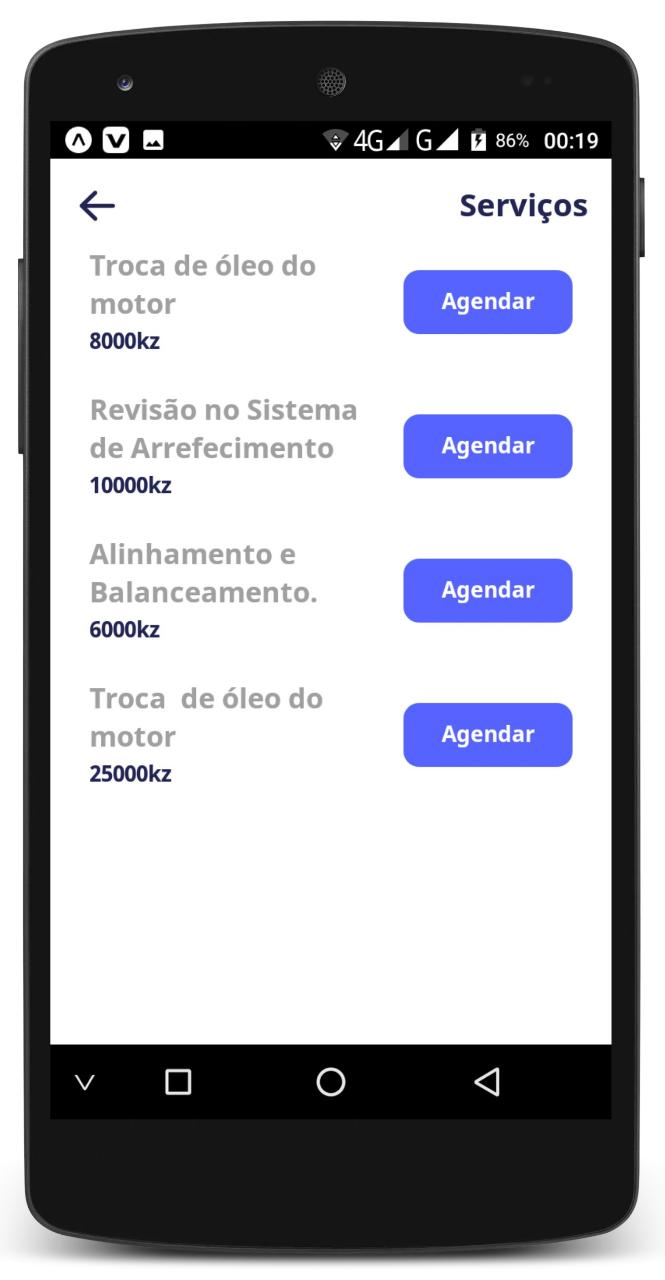 4G G 86% 00:19
Serviços
Troca de óleo do
motor
8000kz
Agendar
Revisão no Sistema
de Arrefecimento
10000kz
Agendar
Alinhamento e
Balanceamento.
6000kz
Agendar
Troca  de óleo do
motor
25000kz
Agendar